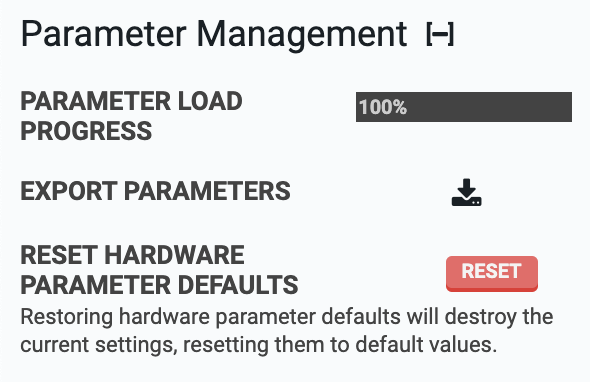 Parameter Management [-]
PARAMETER LOAD
PROGRESS
100%
EXPORT PARAMETERS
RESET HARDWARE
PARAMETER DEFAULTS
RESET
Restoring hardware parameter defaults will destroy the
current settings, resetting them to default values.